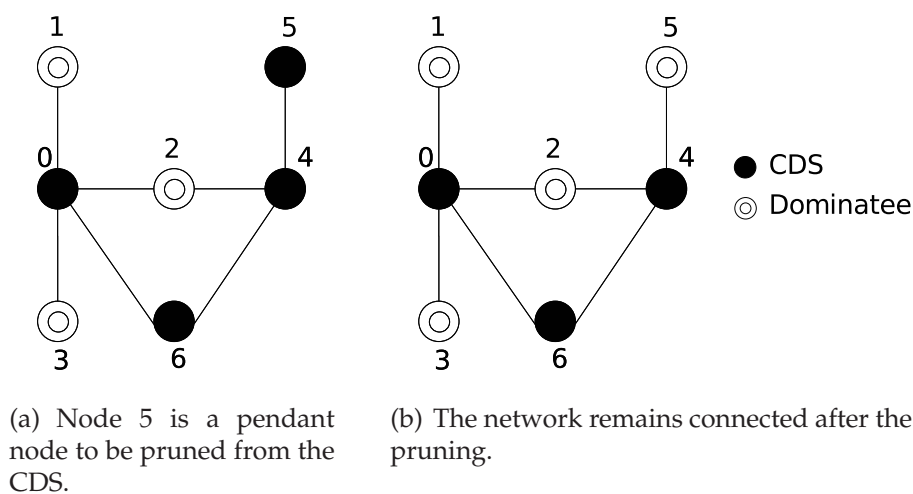 1
5
0
2
4
3
6
1
5
0
2
4
3
6
CDS
Dominatee
(a) Node 5 is a pendant
node to be pruned from the
CDS.
(b) The network remains connected after the
pruning.